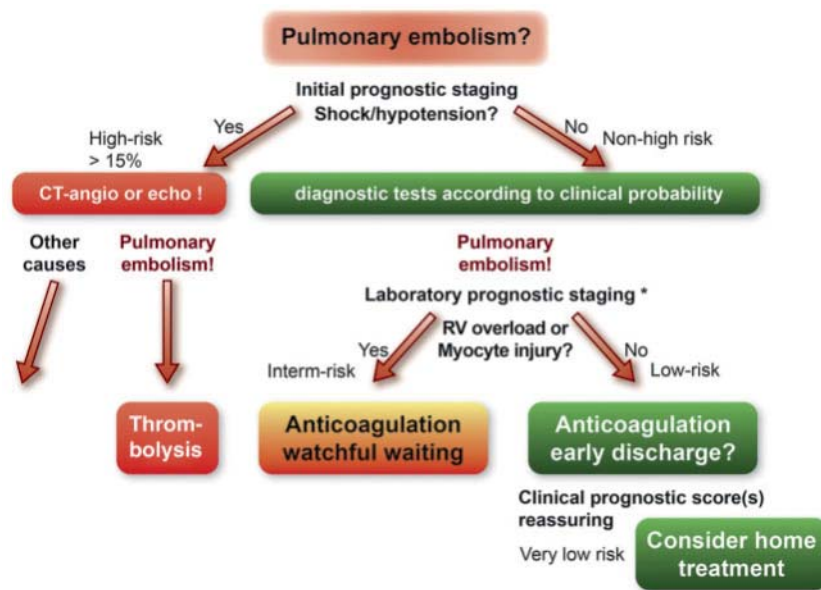 Pulmonary embolism?
Initial prognostic staging
Shock/hypotension?
Yes
High-risk
> 15%
No
Non-high risk
CT-angio or echo !
diagnostic tests according to clinical probability
Other
causes
Pulmonary
embolism!
Pulmonary
embolism!
Laboratory prognostic staging *
RV overload or
Myocyte injury?
Yes
Interm-risk
No
Low-risk
Throm-
bolysis
Anticoagulation
watchful waiting
Anticoagulation
early discharge?
Clinical prognostic score(s)
reassuring
Very low risk
Consider home
treatment